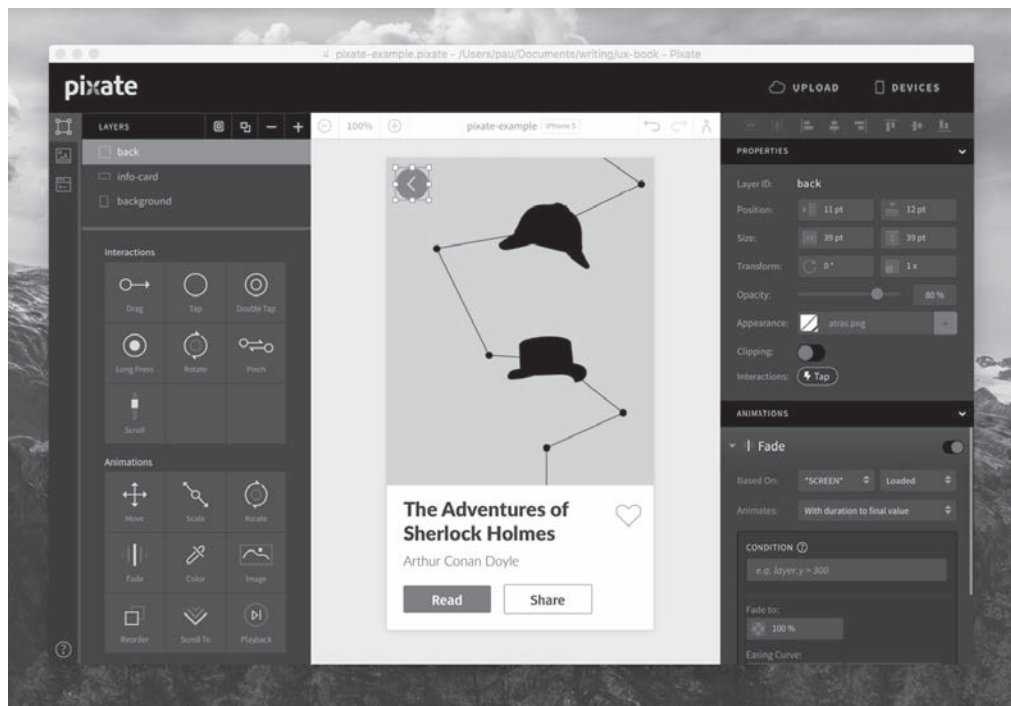 pixate-example.pixate - /Users/pau/Documents/writing/ux-book - Pixate
pixate
UPLOAD
DEVICES
LAYERS
back
info-card
background
Interactions
Drag
Tap
Double Tap
Long Press
Rotate
Pinch
Scroll
Animations
Move
Scale
Rotate
Fade
Color
Image
Reorder
Scroll To
Playback
100%
pixate-example
iPhone 5
The Adventures of
Sherlock Holmes
Arthur Conan Doyle
Read
Share
PROPERTIES
Layer ID: back
Position: 11 pt 12 pt
Size: 39 pt 39 pt
Transform: 0° 1x
Opacity: 80 %
Appearance: atras.png
Clipping:
Interactions: Tap
ANIMATIONS
Fade
Based On: *SCREEN* Loaded
Animates: With duration to final value
CONDITION ?
e.g. layer.y > 300
Fade to:
100 %
Easing Curve:
?